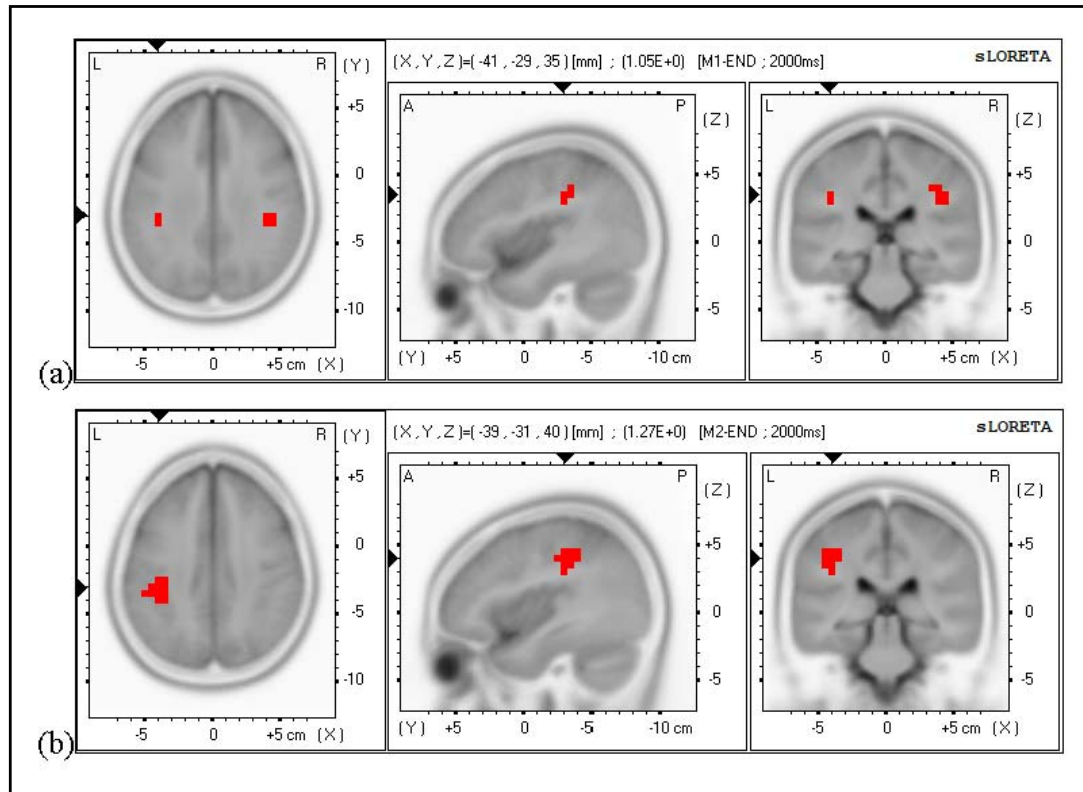 (X,Y,Z)=(-41,-29,35)[mm] ; (1.05E+0) [M1-END ; 2000ms]
sLORETA
L R (Y)
+5
0
-5
-10
-5 0 +5 cm (X)
A P (Z)
+5
0
-5
(Y) +5 0 -5 -10 cm
L R (Z)
+5
0
-5
-5 0 +5 cm (X)
(a)
(X,Y,Z)=(-39,-31,40)[mm] ; (1.27E+0) [M2-END ; 2000ms]
sLORETA
L R (Y)
+5
0
-5
-10
-5 0 +5 cm (X)
A P (Z)
+5
0
-5
(Y) +5 0 -5 -10 cm
L R (Z)
+5
0
-5
-5 0 +5 cm (X)
(b)